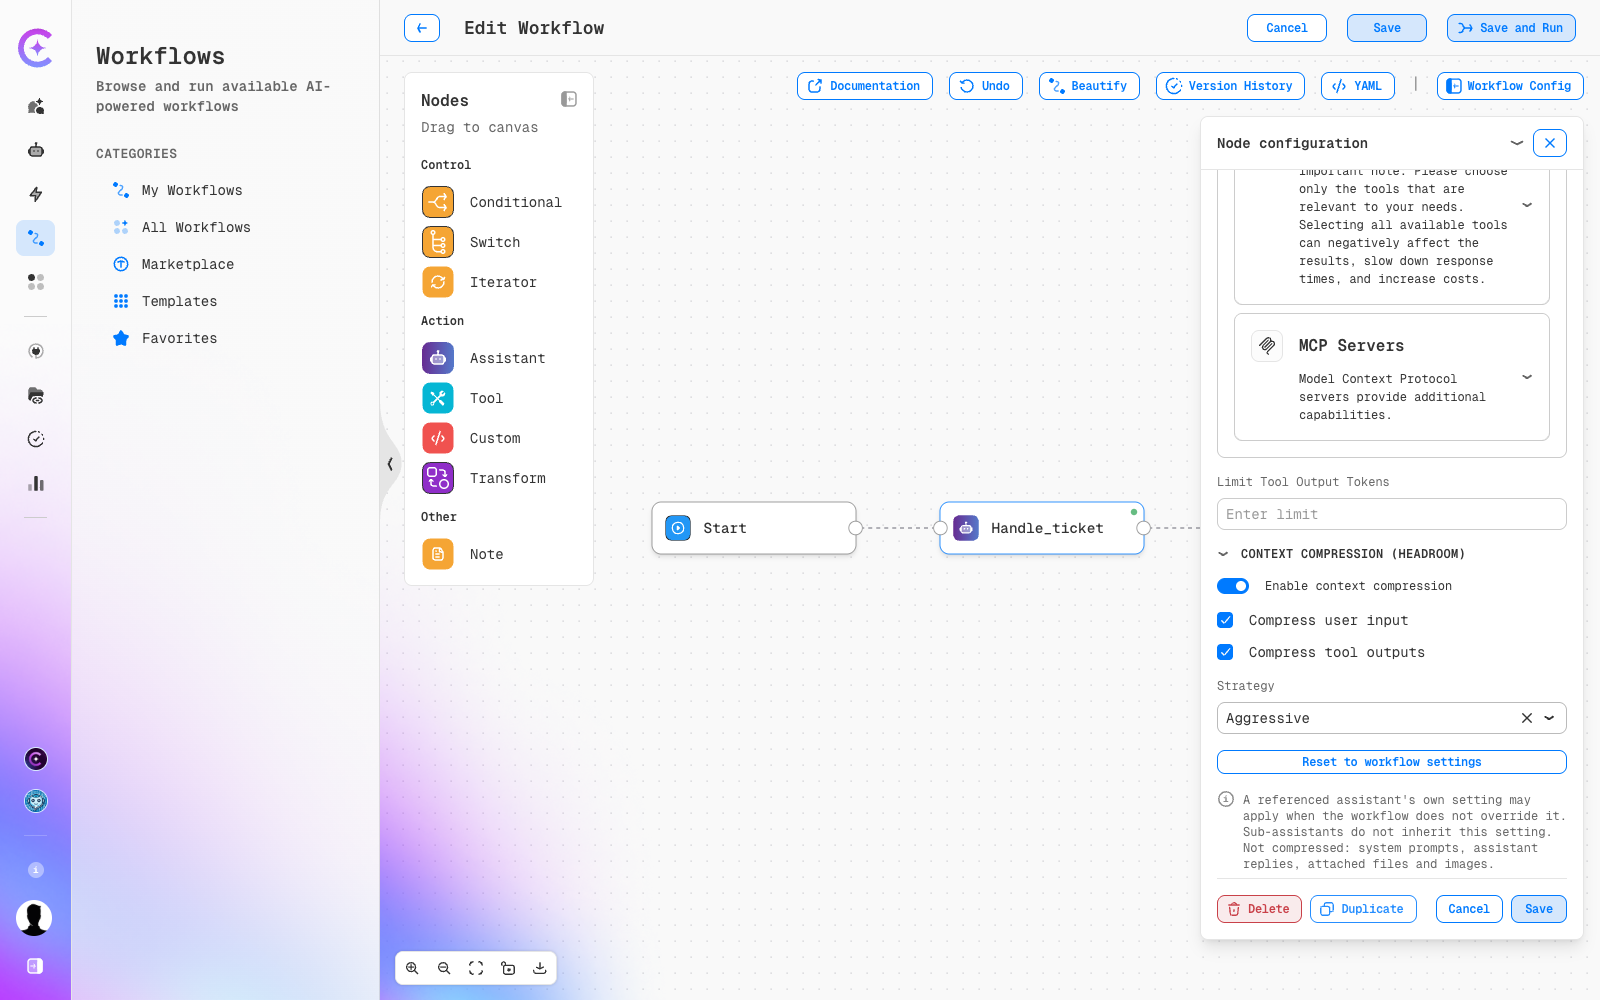 Workflows
Browse and run available AI-
powered workflows
CATEGORIES
My Workflows
All Workflows
Marketplace
Templates
Favorites
Edit Workflow
Cancel
Save
Save and Run
Documentation
Undo
Beautify
Version History
YAML
Workflow Config
Nodes
Drag to canvas
Control
Conditional
Switch
Iterator
Action
Assistant
Tool
Custom
Transform
Other
Note
Start
Handle_ticket
Node configuration
important note: Please choose
only the tools that are
relevant to your needs.
Selecting all available tools
can negatively affect the
results, slow down response
times, and increase costs.
MCP Servers
Model Context Protocol
servers provide additional
capabilities.
Limit Tool Output Tokens
Enter limit
CONTEXT COMPRESSION (HEADROOM)
Enable context compression
Compress user input
Compress tool outputs
Strategy
Aggressive
Reset to workflow settings
A referenced assistant's own setting may
apply when the workflow does not override it.
Sub-assistants do not inherit this setting.
Not compressed: system prompts, assistant
replies, attached files and images.
Delete
Duplicate
Cancel
Save